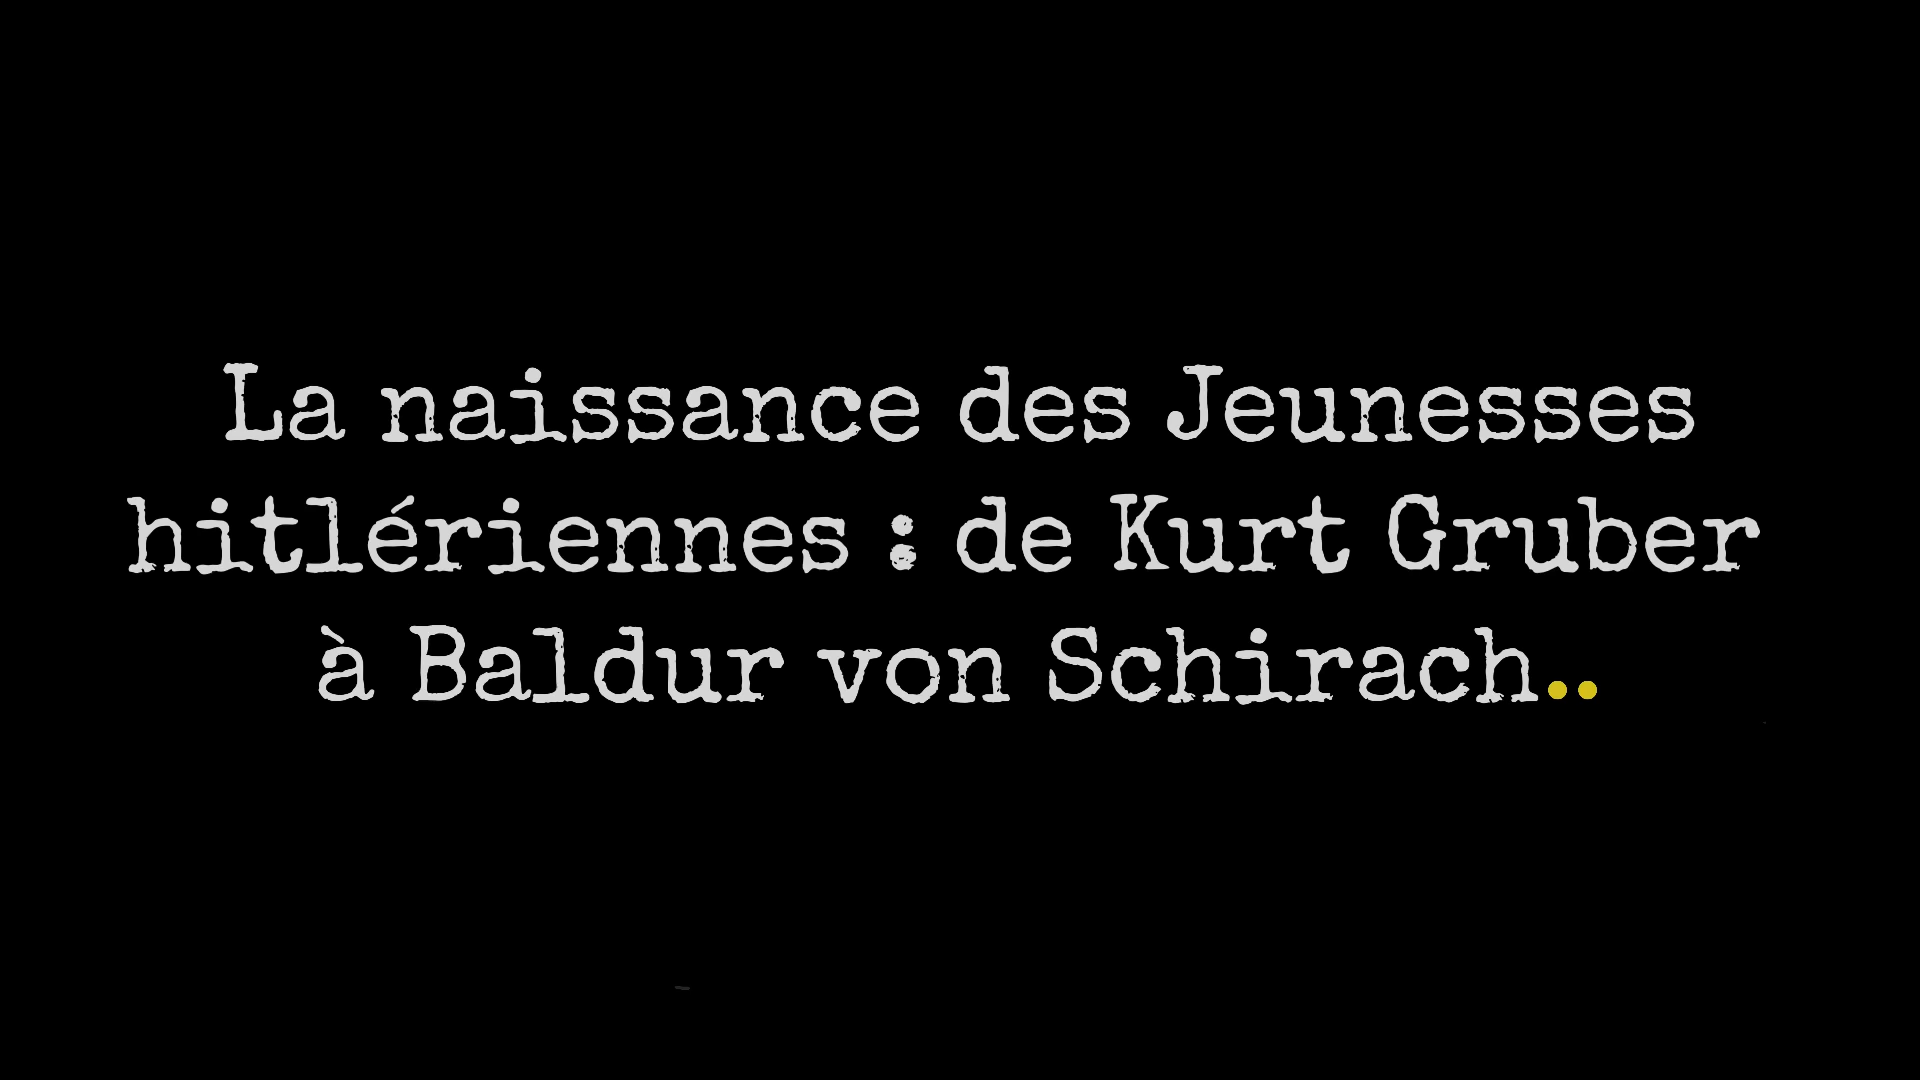 La naissance des Jeunesses
hitlériennes : de Kurt Gruber
à Baldur von Schirach..